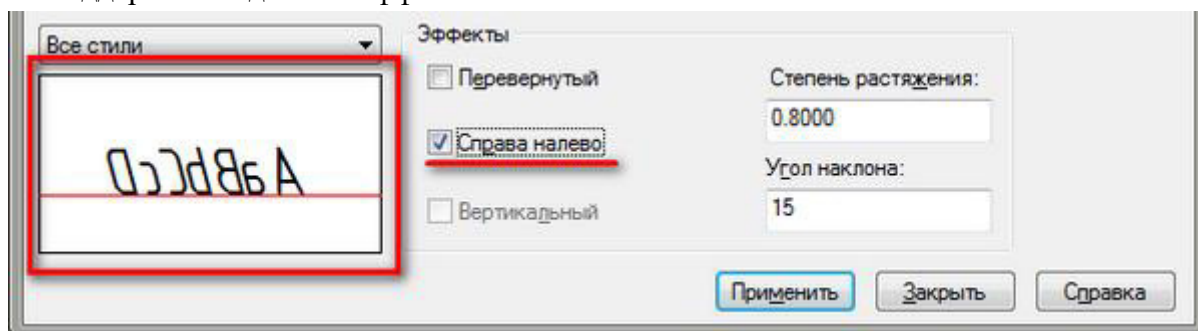 Все стили
AaBbCcD
Эффекты
Перевернутый
Справа налево
Вертикальный
Степень растяжения:
0.8000
Угол наклона:
15
Применить
Закрыть
Справка